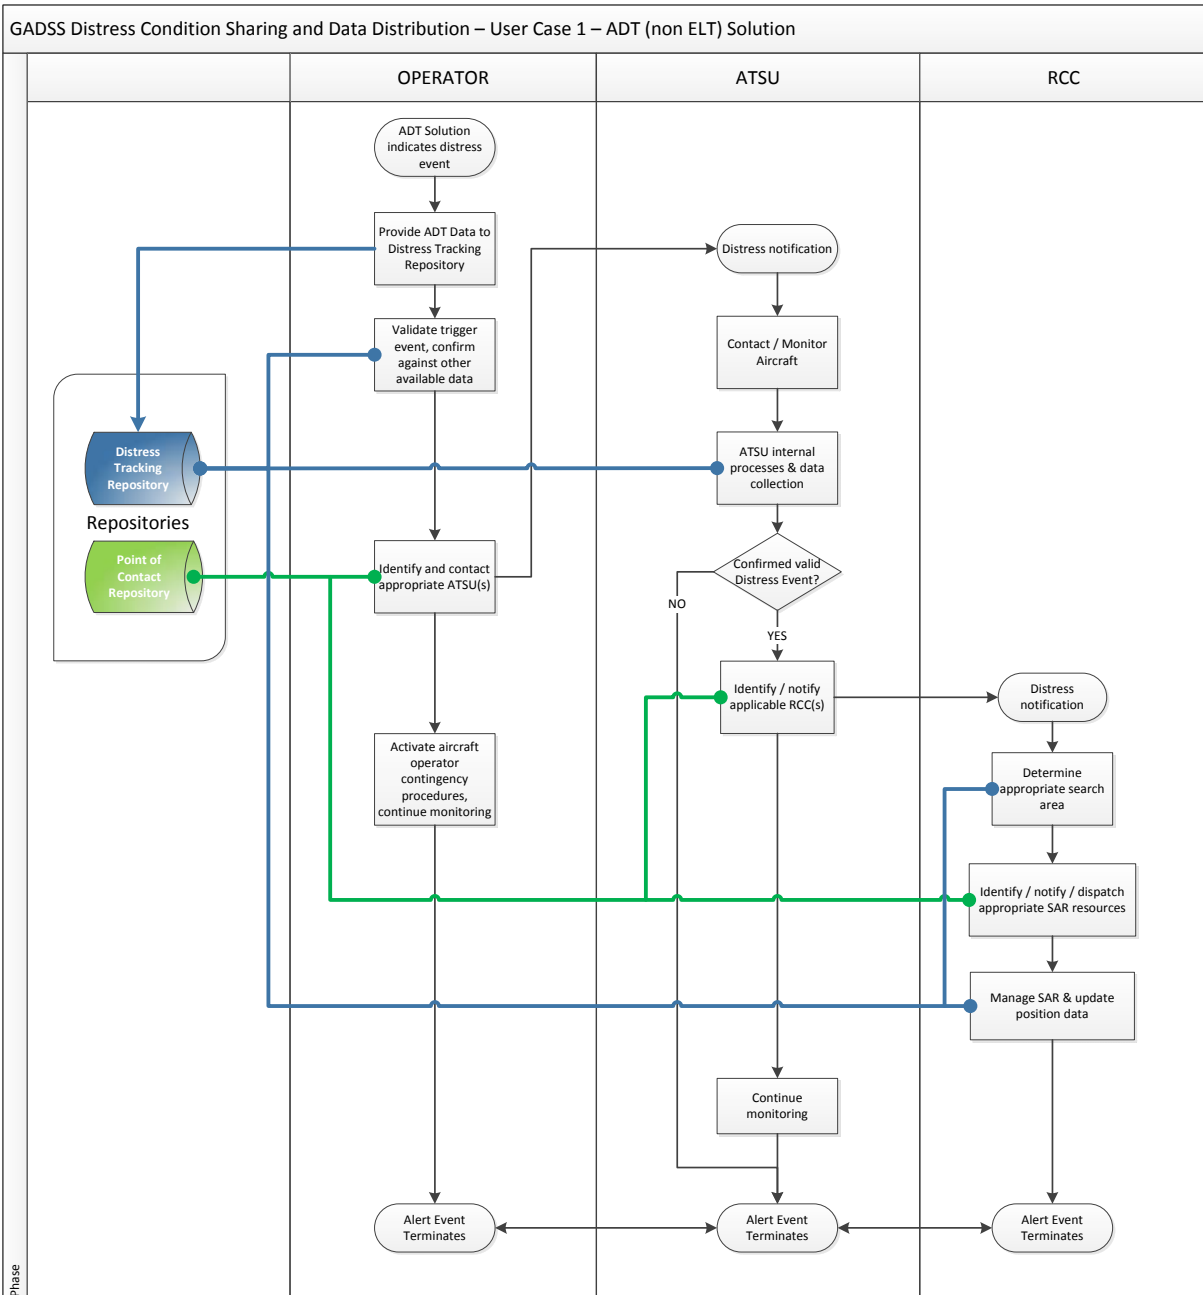 GADSS Distress Condition Sharing and Data Distribution – User Case 1 – ADT (non ELT) Solution
OPERATOR
ATSU
RCC
ADT Solution
indicates distress
event
Provide ADT Data to
Distress Tracking
Repository
Distress notification
Validate trigger
event, confirm
against other
available data
Contact / Monitor
Aircraft
Distress
Tracking
Repository
ATSU internal
processes & data
collection
Repositories
Point of
Contact
Repository
Identify and contact
appropriate ATSU(s)
Confirmed valid
Distress Event?
NO
YES
Identify / notify
applicable RCC(s)
Distress
notification
Activate aircraft
operator
contingency
procedures,
continue monitoring
Determine
appropriate search
area
Identify / notify / dispatch
appropriate SAR resources
Manage SAR & update
position data
Continue
monitoring
Alert Event
Terminates
Alert Event
Terminates
Alert Event
Terminates
Phase